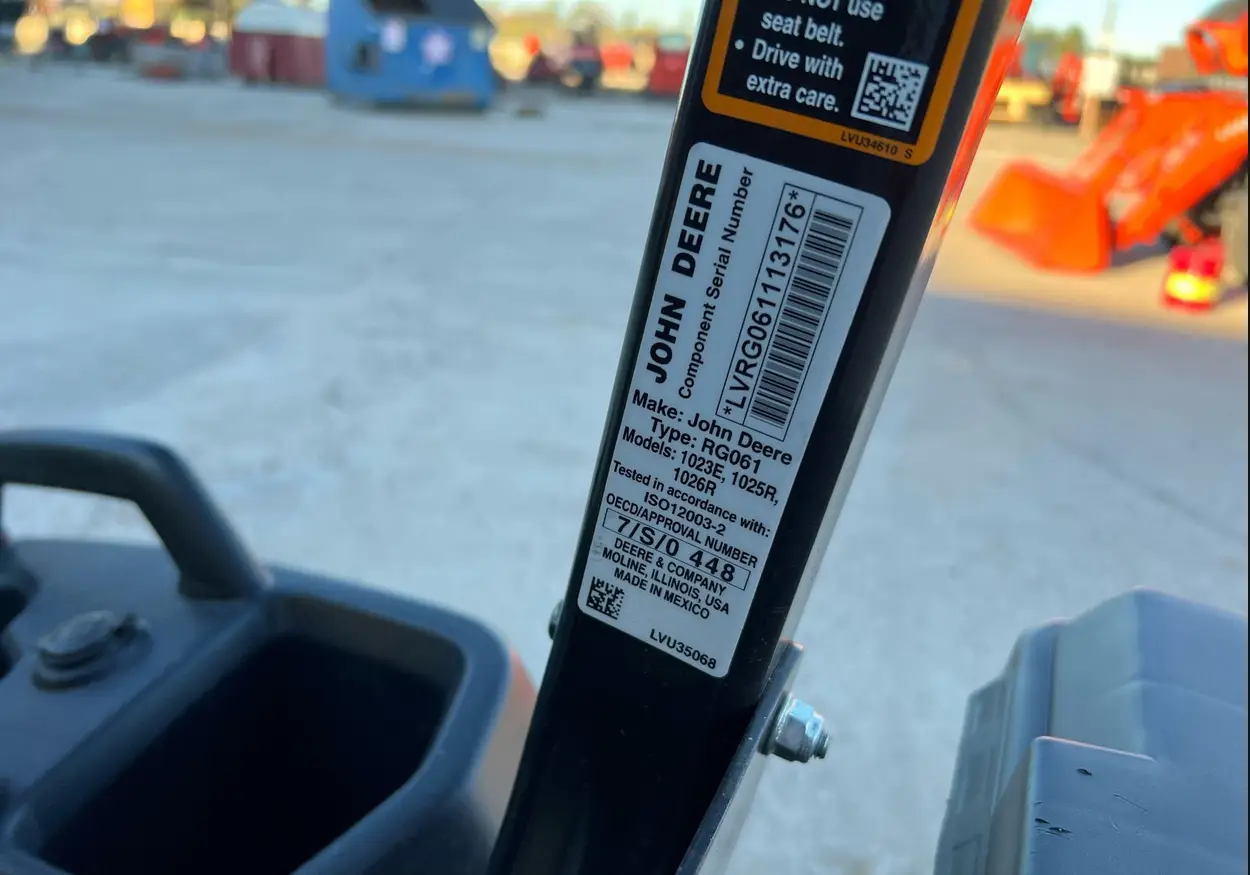 NOT use
seat belt.
• Drive with
extra care.
LVU34610 S
JOHN DEERE
Component Serial Number
*LVRG061113176*
Make: John Deere
Type: RG061
Models: 1023E, 1025R,
1026R
Tested in accordance with:
ISO12003-2
OECD/APPROVAL NUMBER
7/S/0 448
DEERE & COMPANY
MOLINE, ILLINOIS, USA
MADE IN MEXICO
LVU35068